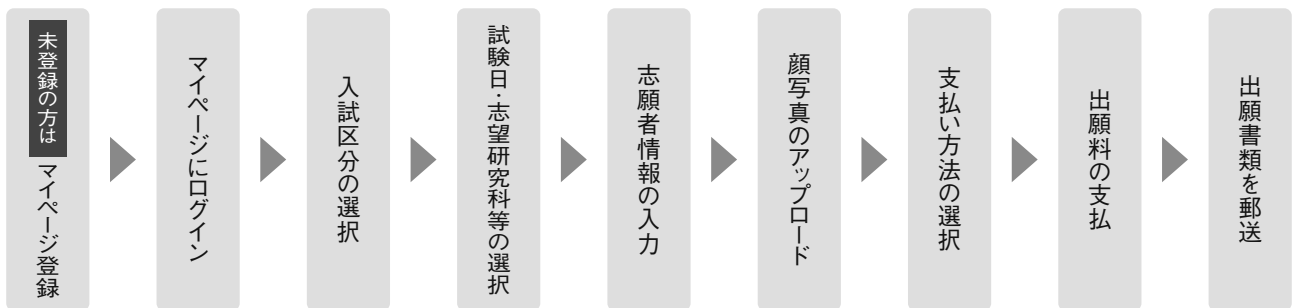 未登録の方は
マイページ登録
マイページにログイン
入試区分の選択
試験日・志望研究科等の選択
志願者情報の入力
顔写真のアップロード
支払い方法の選択
出願料の支払
出願書類を郵送